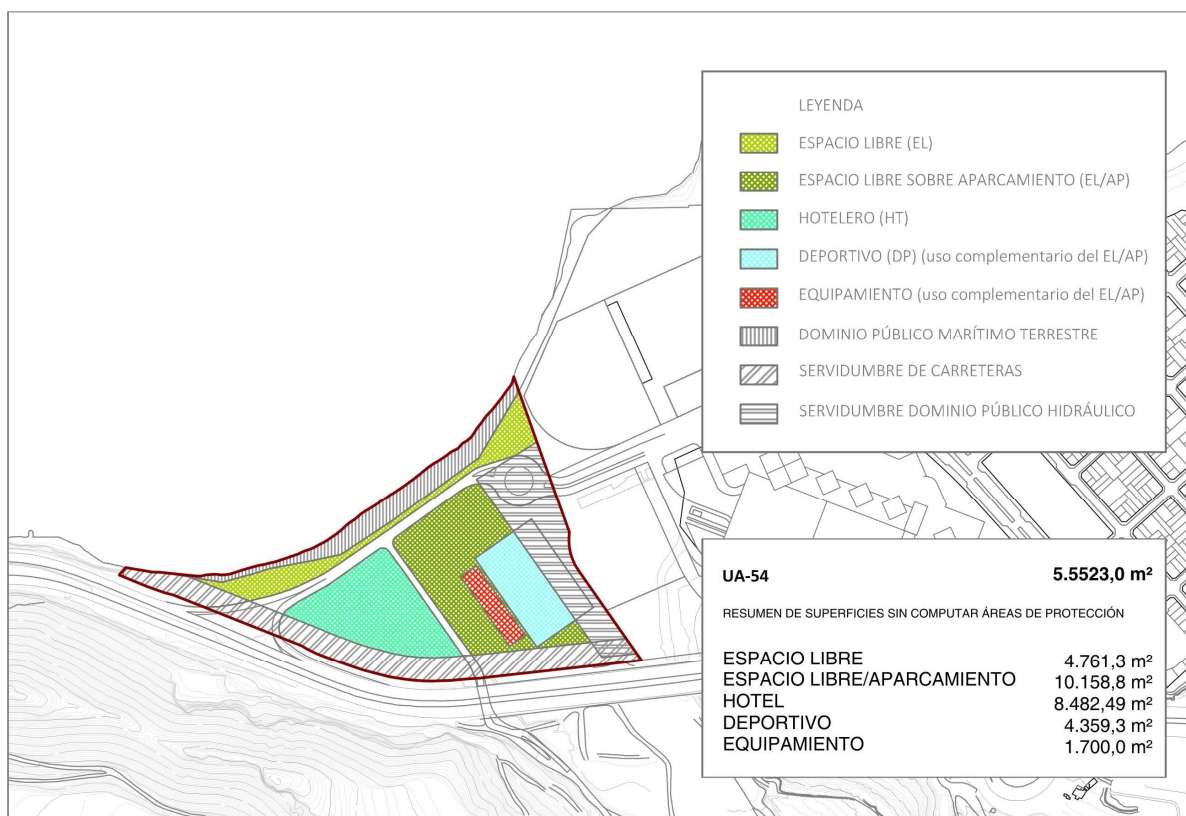 LEYENDA
ESPACIO LIBRE (EL)
ESPACIO LIBRE SOBRE APARCAMIENTO (EL/AP)
HOTELERO (HT)
DEPORTIVO (DP) (uso complementario del EL/AP)
EQUIPAMIENTO (uso complementario del EL/AP)
DOMINIO PÚBLICO MARÍTIMO TERRESTRE
SERVIDUMBRE DE CARRETERAS
SERVIDUMBRE DOMINIO PÚBLICO HIDRÁULICO
UA-54 5.5523,0 m²
RESUMEN DE SUPERFICIES SIN COMPUTAR ÁREAS DE PROTECCIÓN
ESPACIO LIBRE 4.761,3 m²
ESPACIO LIBRE/APARCAMIENTO 10.158,8 m²
HOTEL 8.482,49 m²
DEPORTIVO 4.359,3 m²
EQUIPAMIENTO 1.700,0 m²